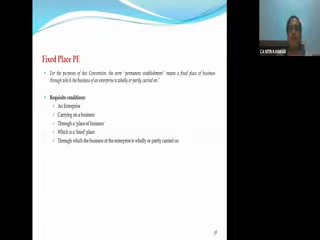 Fixed Place PE
For the purposes of this Convention, the term "permanent establishment" means a fixed place of business
through which the business of an enterprise is wholly or partly carried on."
Requisite conditions:
An Enterprise
Carrying on a business
Through a 'place of business'
Which is a 'fixed' place
Through which the business of the enterprise is wholly or partly carried on